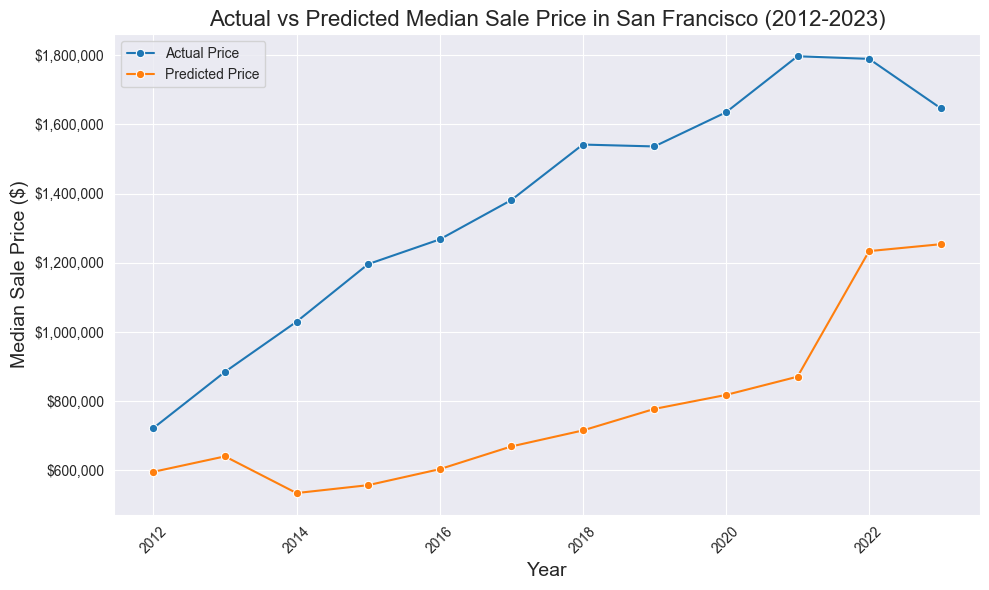 Actual vs Predicted Median Sale Price in San Francisco (2012-2023)
Actual Price
Predicted Price
$1,800,000
$1,600,000
$1,400,000
$1,200,000
$1,000,000
$800,000
$600,000
Median Sale Price ($)
2012
2014
2016
2018
2020
2022
Year